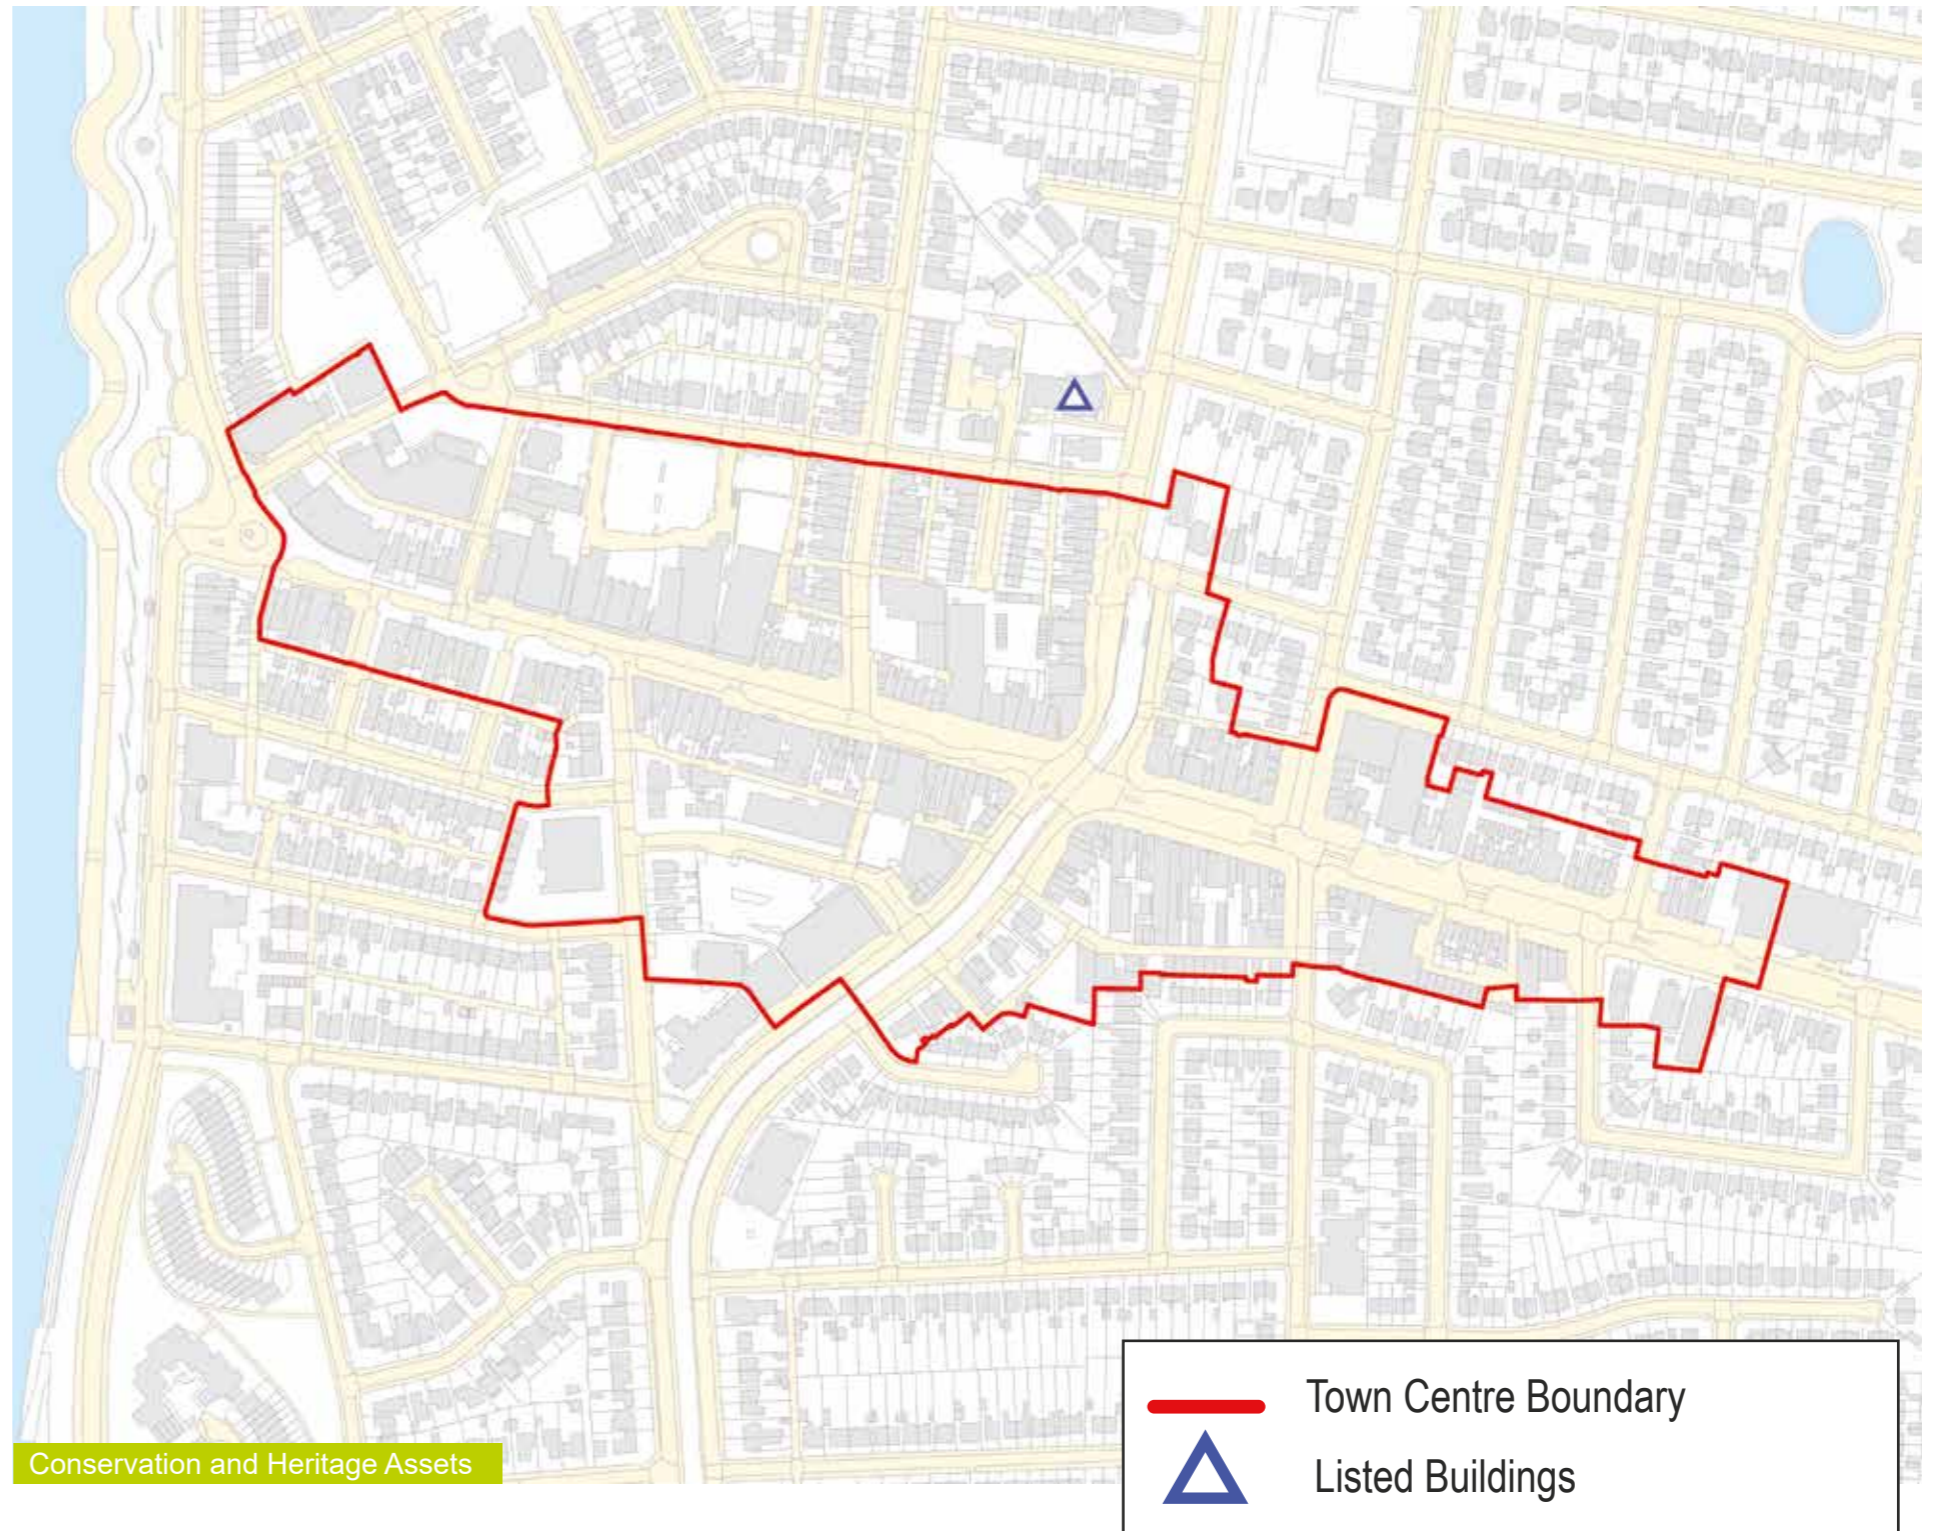 Conservation and Heritage Assets
Town Centre Boundary
Listed Buildings